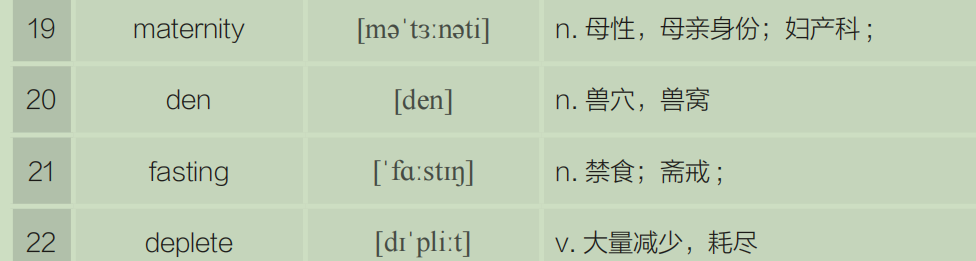 19 maternity [məˈtɜːnəti] n. 母性，母亲身份；妇产科；
20 den [den] n. 兽穴，兽窝
21 fasting [ˈfɑːstɪŋ] n. 禁食；斋戒；
22 deplete [dɪˈpliːt] v. 大量减少，耗尽